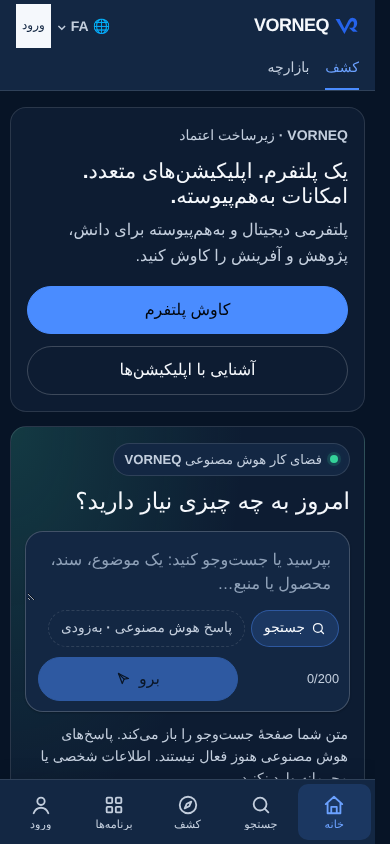 VORNEQ
FA
ورود
کشف
بازارچه
VORNEQ · زیرساخت اعتماد
یک پلتفرم. اپلیکیشن‌های متعدد.
امکانات به‌هم‌پیوسته.
پلتفرمی دیجیتال و به‌هم‌پیوسته برای دانش،
پژوهش و آفرینش را کاوش کنید.
کاوش پلتفرم
آشنایی با اپلیکیشن‌ها
فضای کار هوش مصنوعی VORNEQ
امروز به چه چیزی نیاز دارید؟
بپرسید یا جست‌وجو کنید: یک موضوع، سند،
محصول یا منبع…
جستجو
پاسخ هوش مصنوعی · به‌زودی
برو
0/200
متن شما صفحهٔ جست‌وجو را باز می‌کند. پاسخ‌های
هوش مصنوعی هنوز فعال نیستند. اطلاعات شخصی یا
خانه
جستجو
کشف
برنامه‌ها
ورود